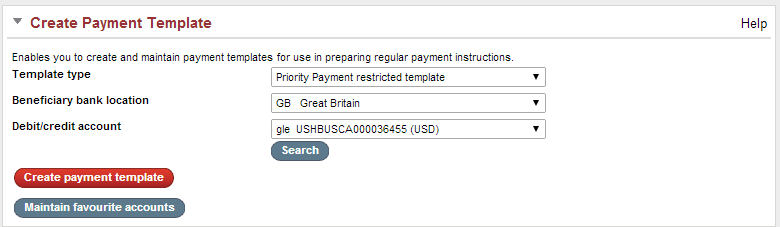 Create Payment Template
Help
Enables you to create and maintain payment templates for use in preparing regular payment instructions.
Template type
Priority Payment restricted template
Beneficiary bank location
GB Great Britain
Debit/credit account
gle USHBUSCA000036455 (USD)
Search
Create payment template
Maintain favourite accounts